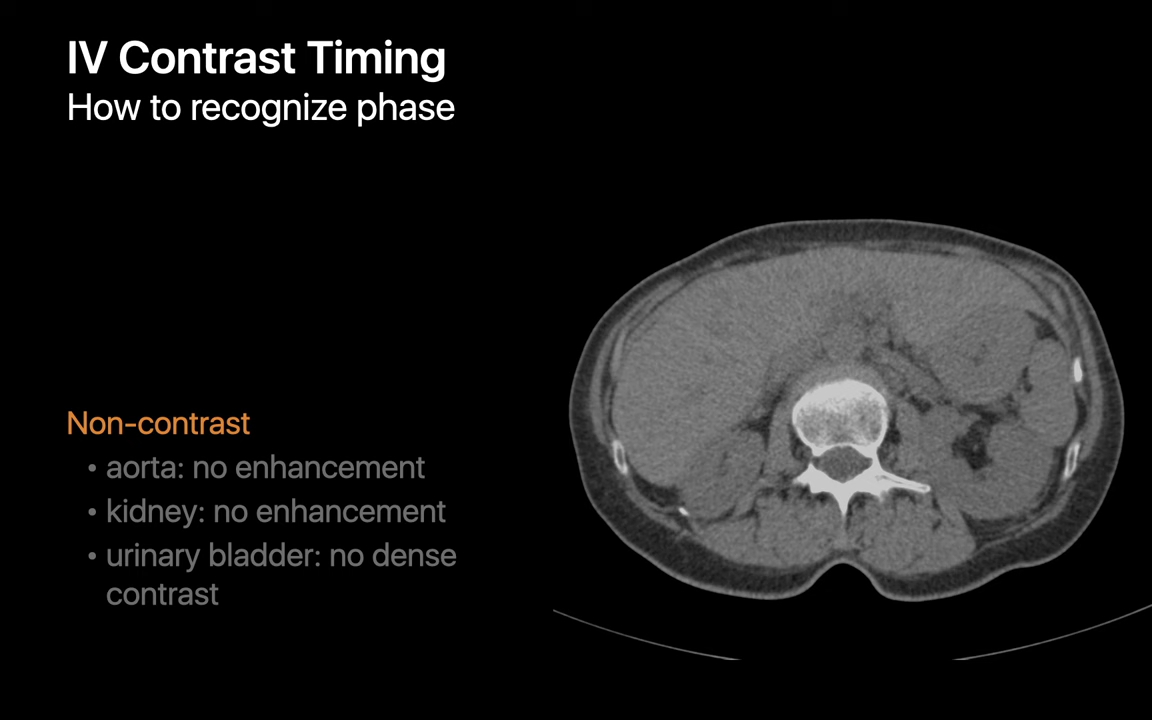 IV Contrast Timing
How to recognize phase
Non-contrast
• aorta: no enhancement
• kidney: no enhancement
• urinary bladder: no dense
contrast